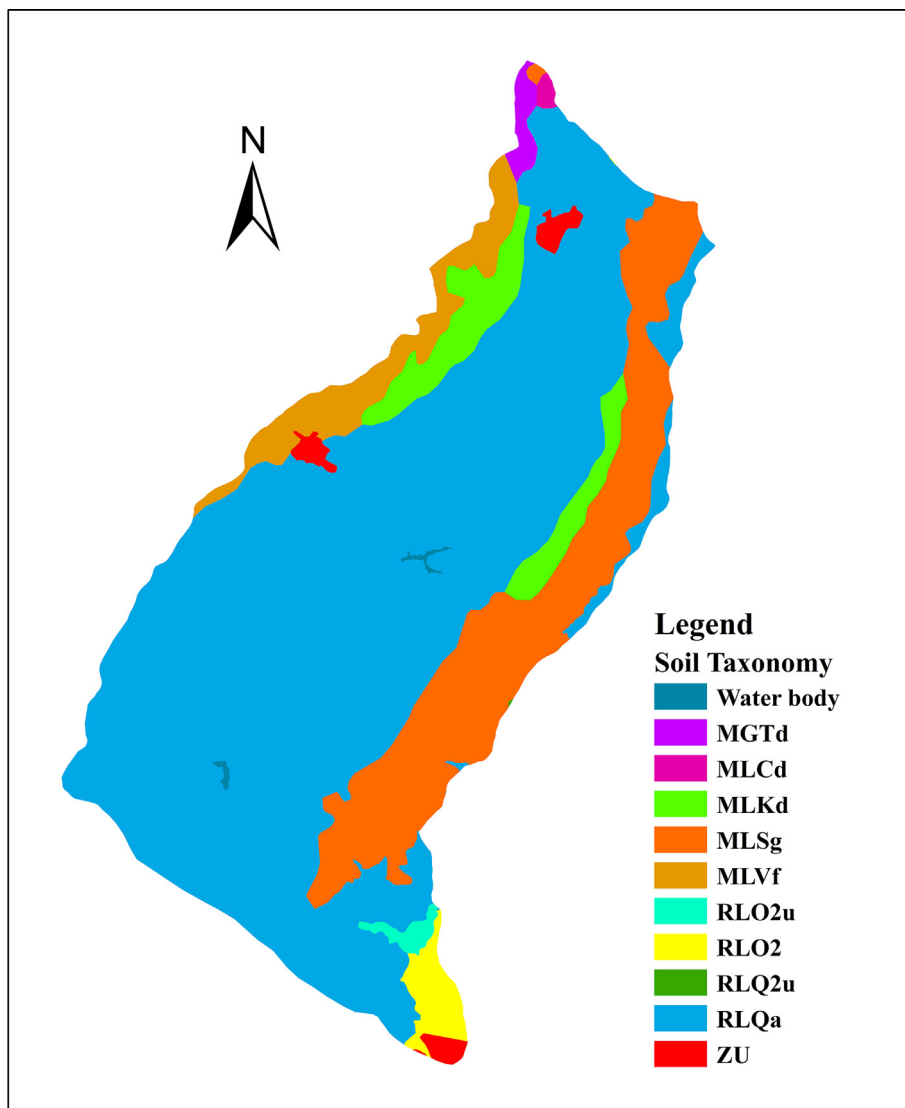 N
Legend
Soil Taxonomy
Water body
MGTd
MLCd
MLKd
MLSg
MLVf
RLO2u
RLO2
RLQ2u
RLQa
ZU